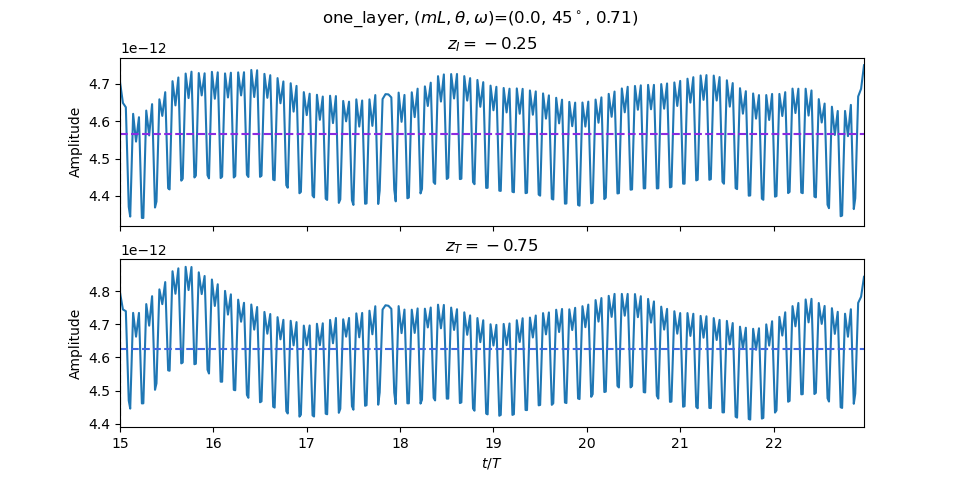 one_layer, (mL, θ, ω)=(0.0, 45°, 0.71)
z_I = −0.25
1e−12
4.7
4.6
4.5
4.4
Amplitude
z_T = −0.75
1e−12
4.8
4.7
4.6
4.5
4.4
Amplitude
15 16 17 18 19 20 21 22
t/T